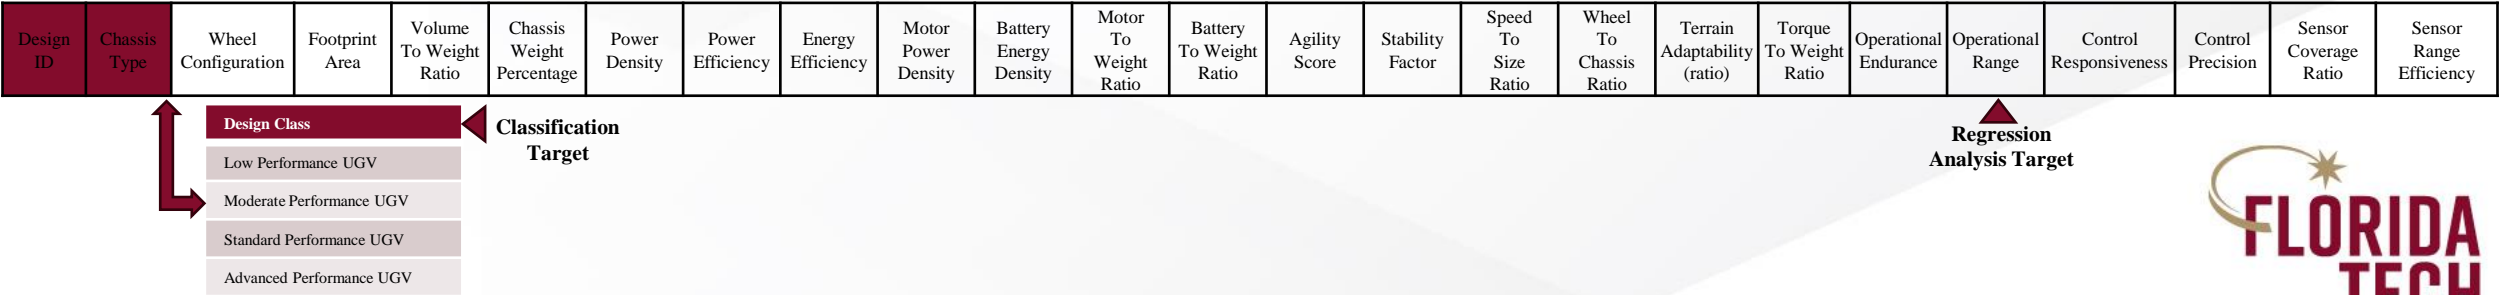 Design
ID
Chassis
Type
Wheel
Configuration
Footprint
Area
Volume
To Weight
Ratio
Chassis
Weight
Percentage
Power
Density
Power
Efficiency
Energy
Efficiency
Motor
Power
Density
Battery
Energy
Density
Motor
To
Weight
Ratio
Battery
To Weight
Ratio
Agility
Score
Stability
Factor
Speed
To
Size
Ratio
Wheel
To
Chassis
Ratio
Terrain
Adaptability
(ratio)
Torque
To Weight
Ratio
Operational
Endurance
Operational
Range
Control
Responsiveness
Control
Precision
Sensor
Coverage
Ratio
Sensor
Range
Efficiency
Design Class
Low Performance UGV
Moderate Performance UGV
Standard Performance UGV
Advanced Performance UGV
Classification
Target
Regression
Analysis Target
FLORIDA
TECH